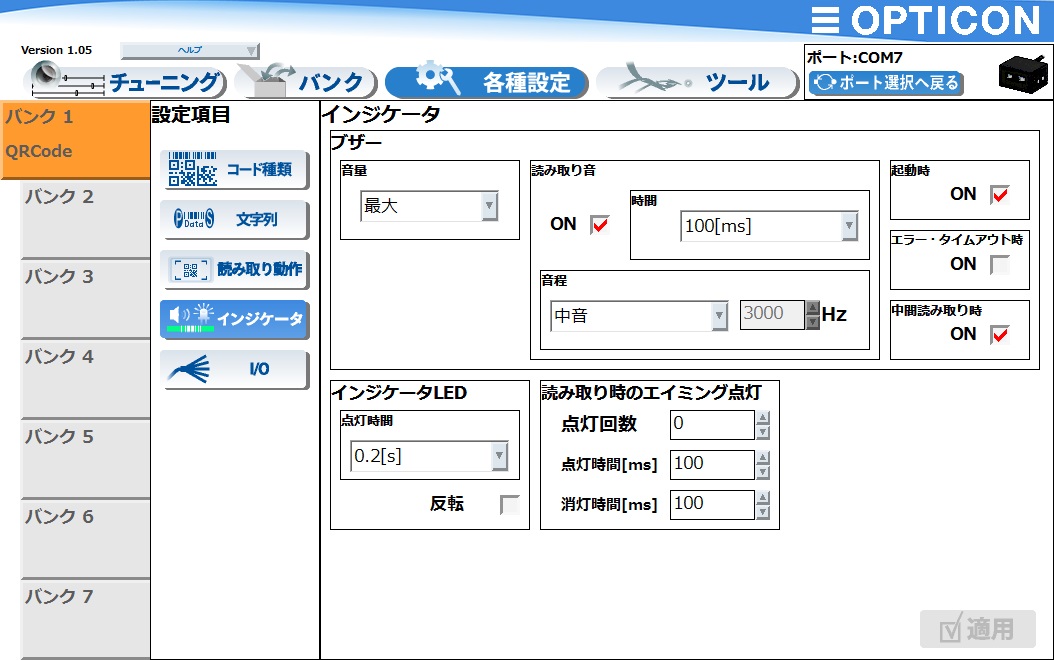 OPTICON
Version 1.05
ヘルプ
ポート:COM7
チューニング
バンク
各種設定
ツール
ポート選択へ戻る
バンク 1
QRCode
バンク 2
バンク 3
バンク 4
バンク 5
バンク 6
バンク 7
設定項目
コード種類
P Data S
文字列
読み取り動作
インジケータ
I/O
インジケータ
ブザー
音量
最大
読み取り音
ON
時間
100[ms]
音程
中音
3000
Hz
起動時
ON
エラー・タイムアウト時
ON
中間読み取り時
ON
インジケータLED
点灯時間
0.2[s]
反転
読み取り時のエイミング点灯
点灯回数
0
点灯時間[ms]
100
消灯時間[ms]
100
適用